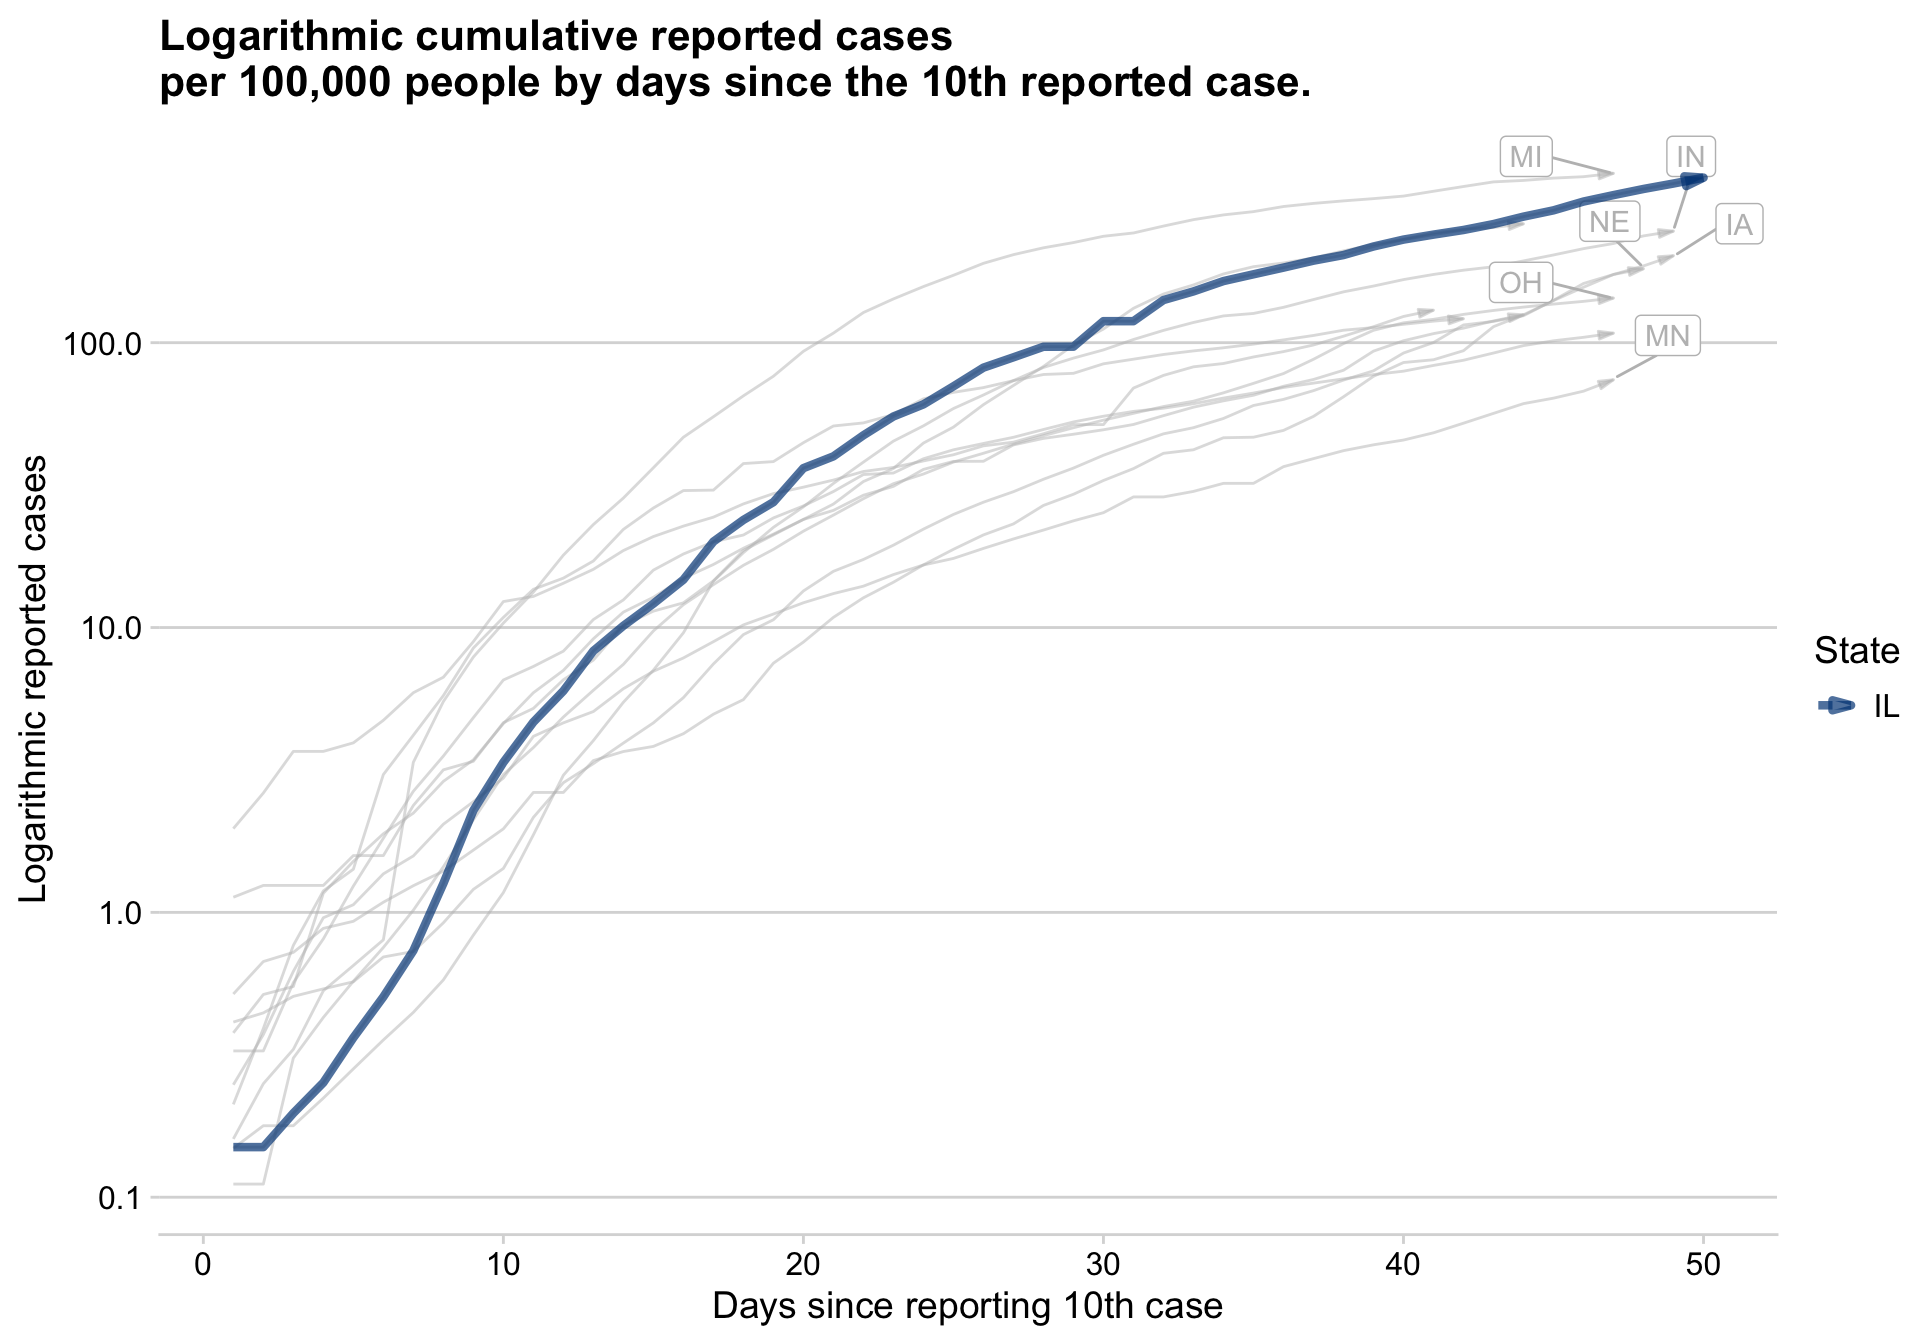 Logarithmic cumulative reported cases
per 100,000 people by days since the 10th reported case.
MI
IN
NE
IA
OH
MN
100.0
10.0
1.0
0.1
Logarithmic reported cases
State
IL
0
10
20
30
40
50
Days since reporting 10th case